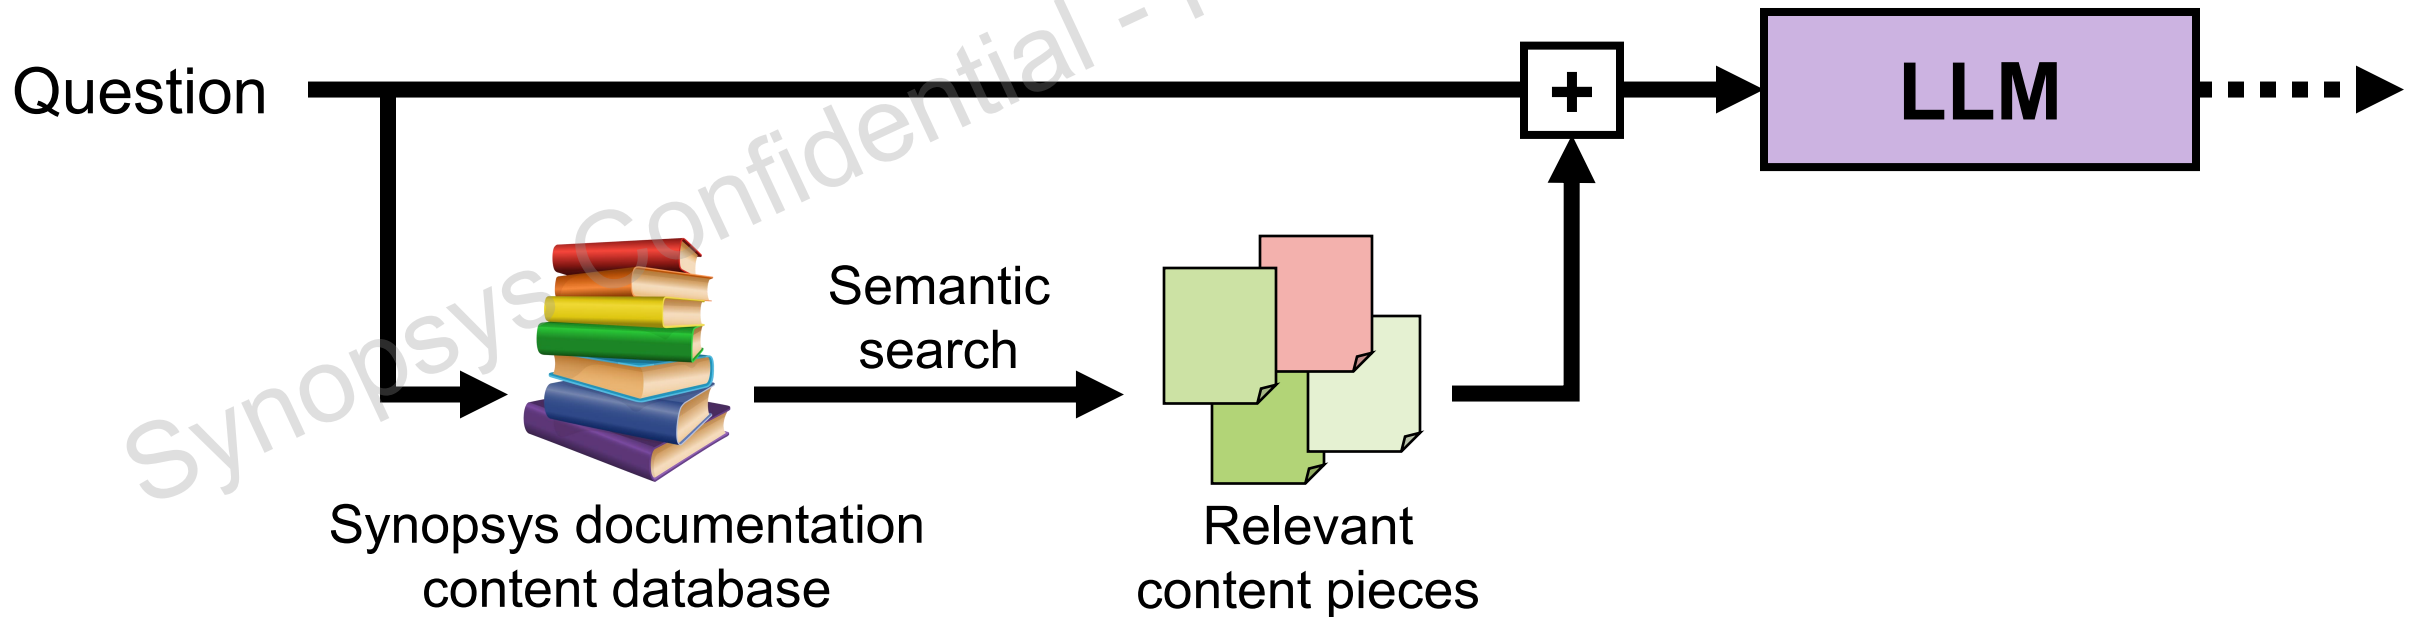 Question
+
LLM
Semantic
search
Synopsys documentation
content database
Relevant
content pieces
Synopsys Confidential -